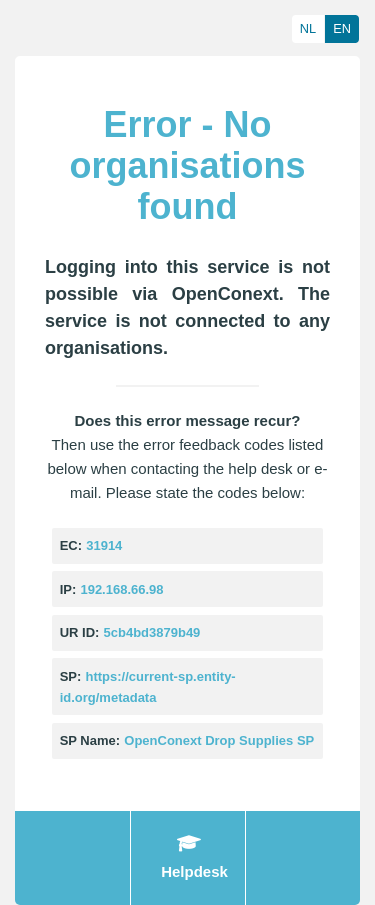 NL EN
Error - No
organisations
found
Logging into this service is not
possible via OpenConext. The
service is not connected to any
organisations.
Does this error message recur?
Then use the error feedback codes listed
below when contacting the help desk or e-
mail. Please state the codes below:
EC: 31914
IP: 192.168.66.98
UR ID: 5cb4bd3879b49
SP: https://current-sp.entity-
id.org/metadata
SP Name: OpenConext Drop Supplies SP
Helpdesk